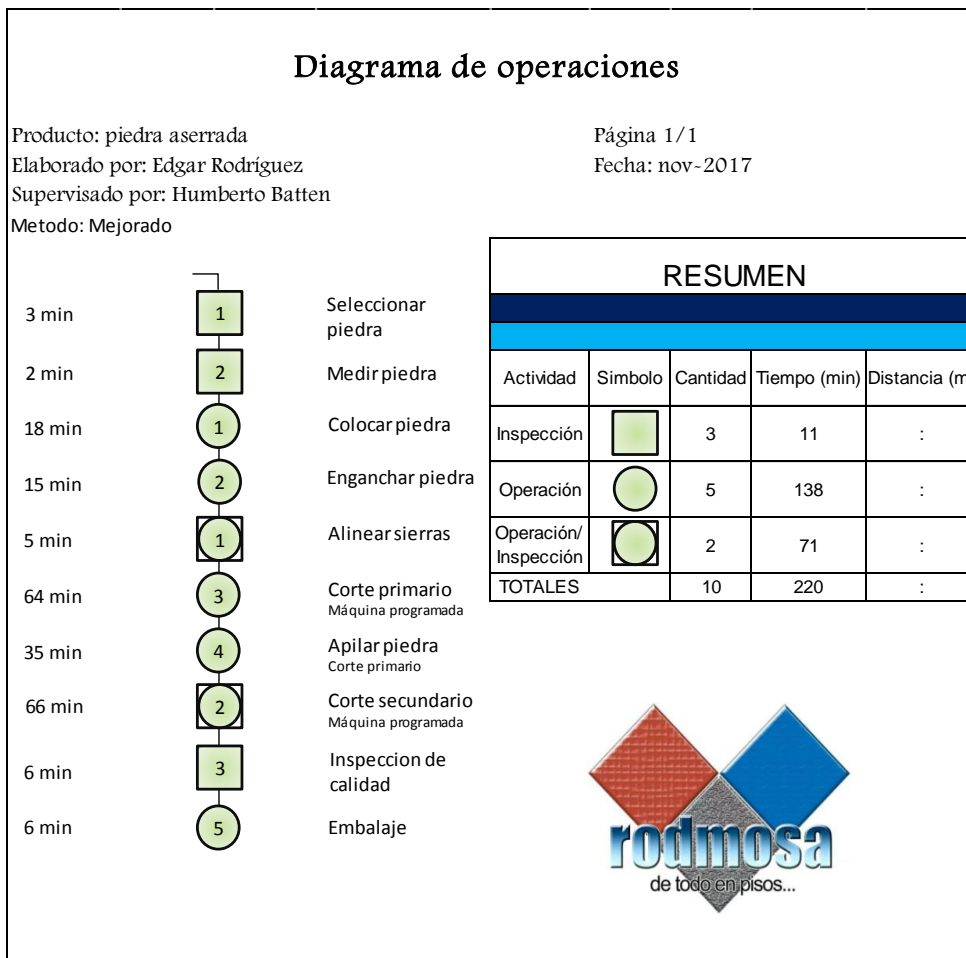 Diagrama de operaciones
Producto: piedra aserrada
Página 1/1
Elaborado por: Edgar Rodríguez
Fecha: nov-2017
Supervisado por: Humberto Batten
Metodo: Mejorado
3 min
1
Seleccionar
piedra
2 min
2
Medir piedra
18 min
1
Colocar piedra
15 min
2
Enganchar piedra
5 min
1
Alinear sierras
64 min
3
Corte primario
Máquina programada
35 min
4
Apilar piedra
Corte primario
66 min
2
Corte secundario
Máquina programada
6 min
3
Inspeccion de
calidad
6 min
5
Embalaje
RESUMEN
Actividad Simbolo Cantidad Tiempo (min) Distancia (m
Inspección 3 11 :
Operación 5 138 :
Operación/
Inspección 2 71 :
TOTALES 10 220 :
rodmosa
de todo en pisos...